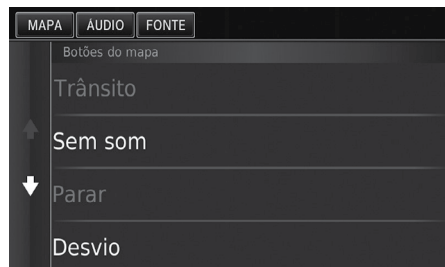 MAPA ÁUDIO FONTE
Botões do mapa
Trânsito
Sem som
Parar
Desvio